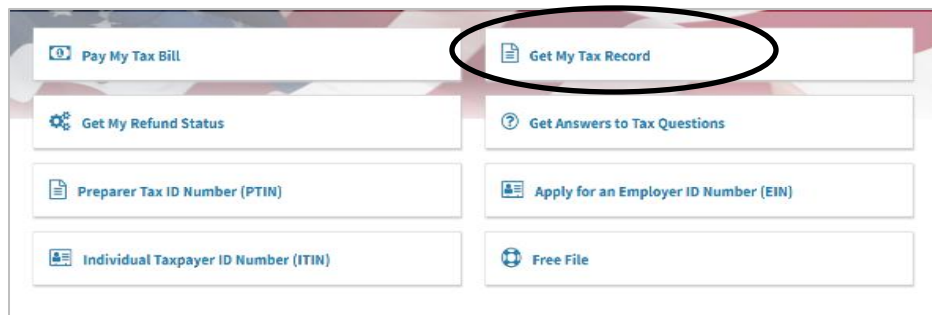 Pay My Tax Bill
Get My Tax Record
Get My Refund Status
Get Answers to Tax Questions
Preparer Tax ID Number (PTIN)
Apply for an Employer ID Number (EIN)
Individual Taxpayer ID Number (ITIN)
Free File